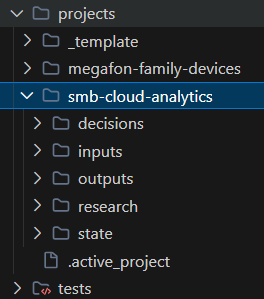 projects
_template
megafon-family-devices
smb-cloud-analytics
decisions
inputs
outputs
research
state
.active_project
tests